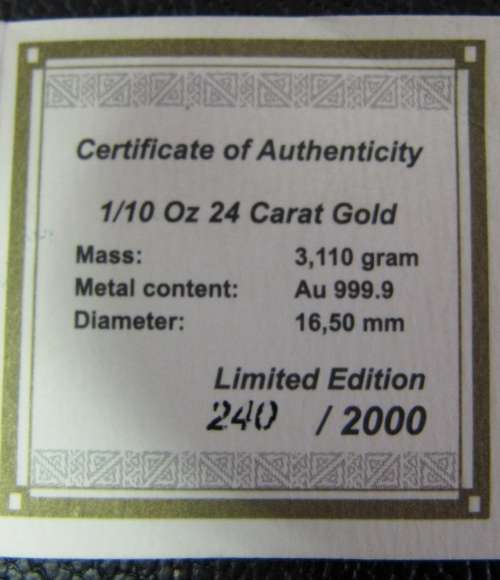 Certificate of Authenticity
1/10 Oz 24 Carat Gold
Mass: 3,110 gram
Metal content: Au 999.9
Diameter: 16,50 mm
Limited Edition
240 / 2000